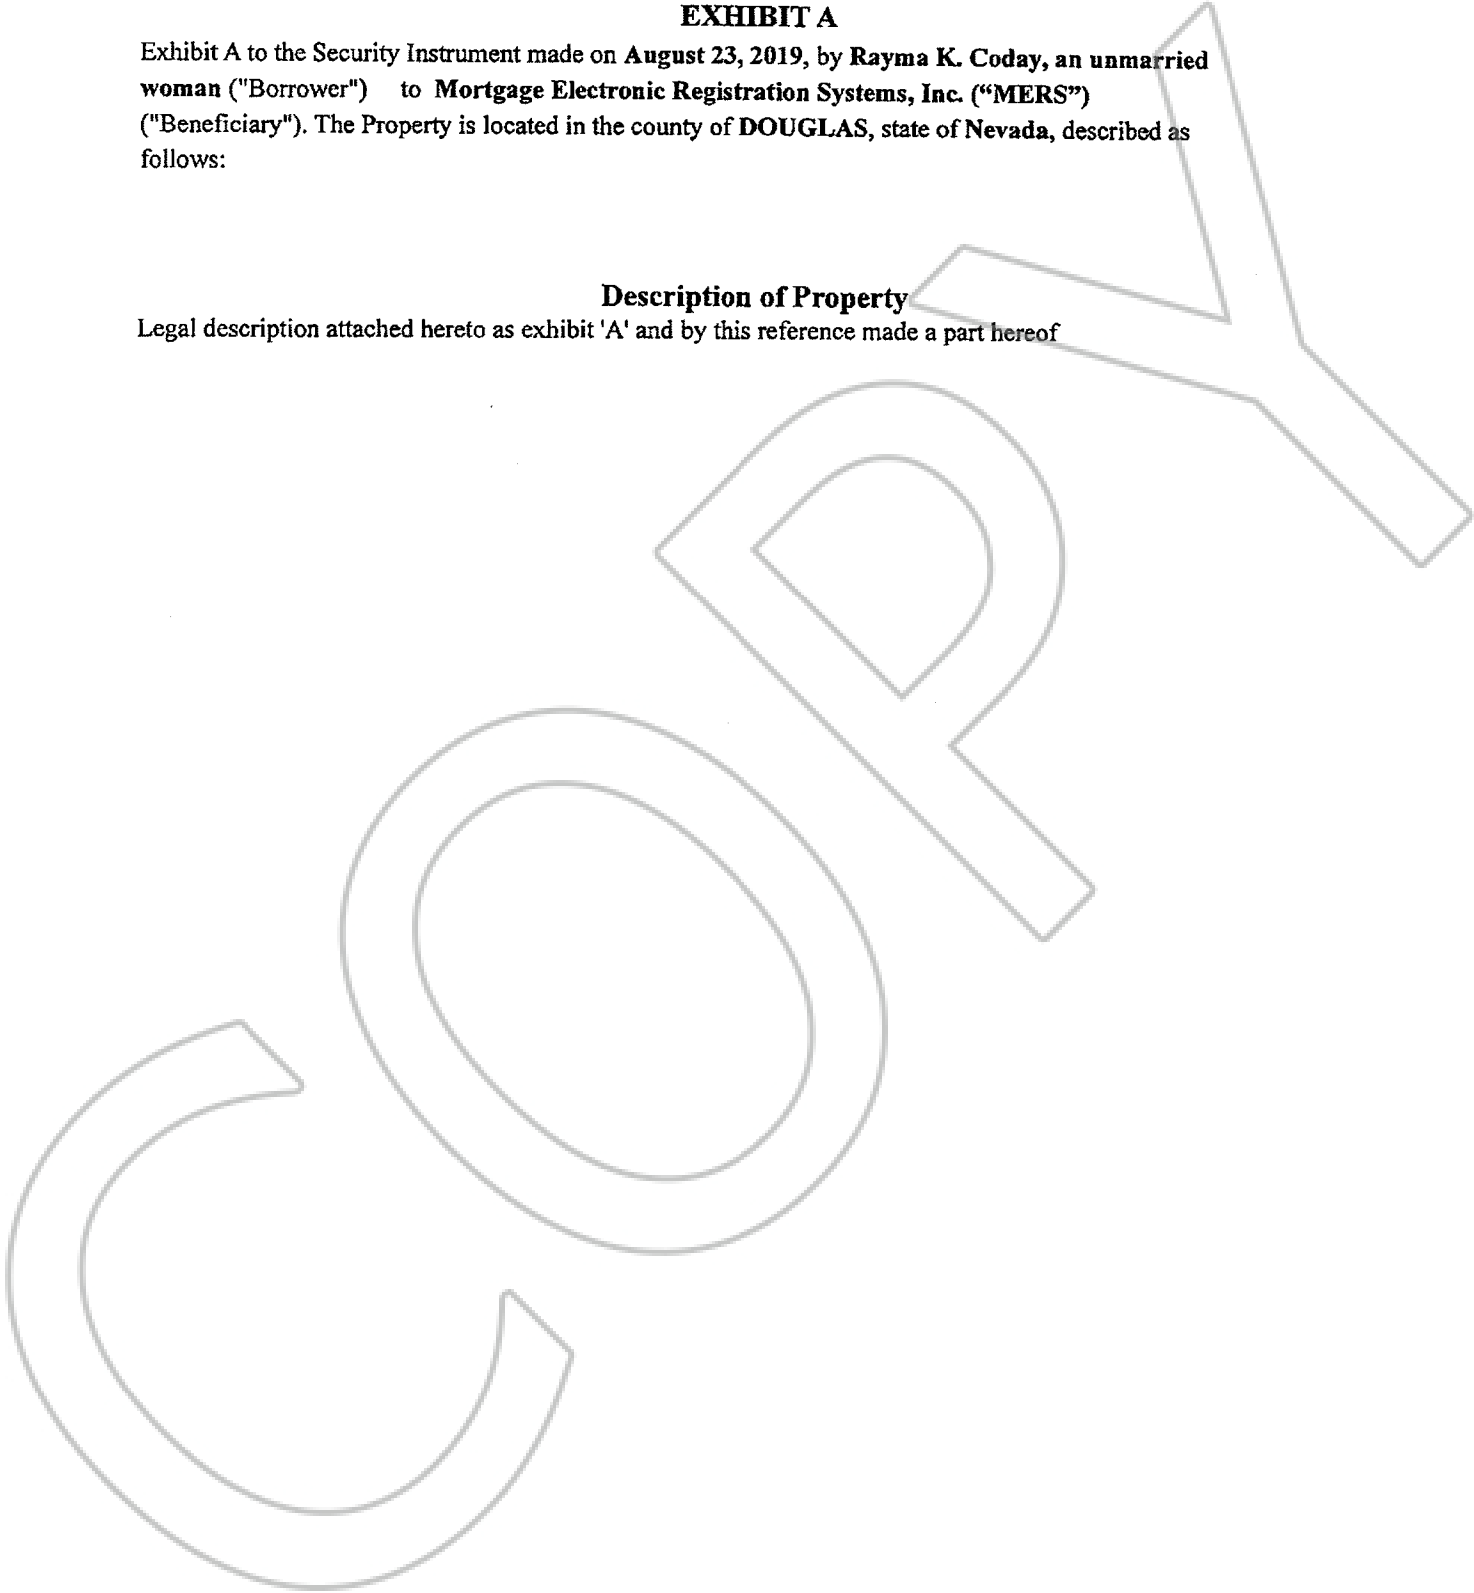 EXHIBIT A
Exhibit A to the Security Instrument made on August 23, 2019, by Rayma K. Coday, an unmarried
woman ("Borrower") to Mortgage Electronic Registration Systems, Inc. (“MERS”)
("Beneficiary"). The Property is located in the county of DOUGLAS, state of Nevada, described as
follows:
Description of Property
Legal description attached hereto as exhibit 'A' and by this reference made a part hereof
COPY